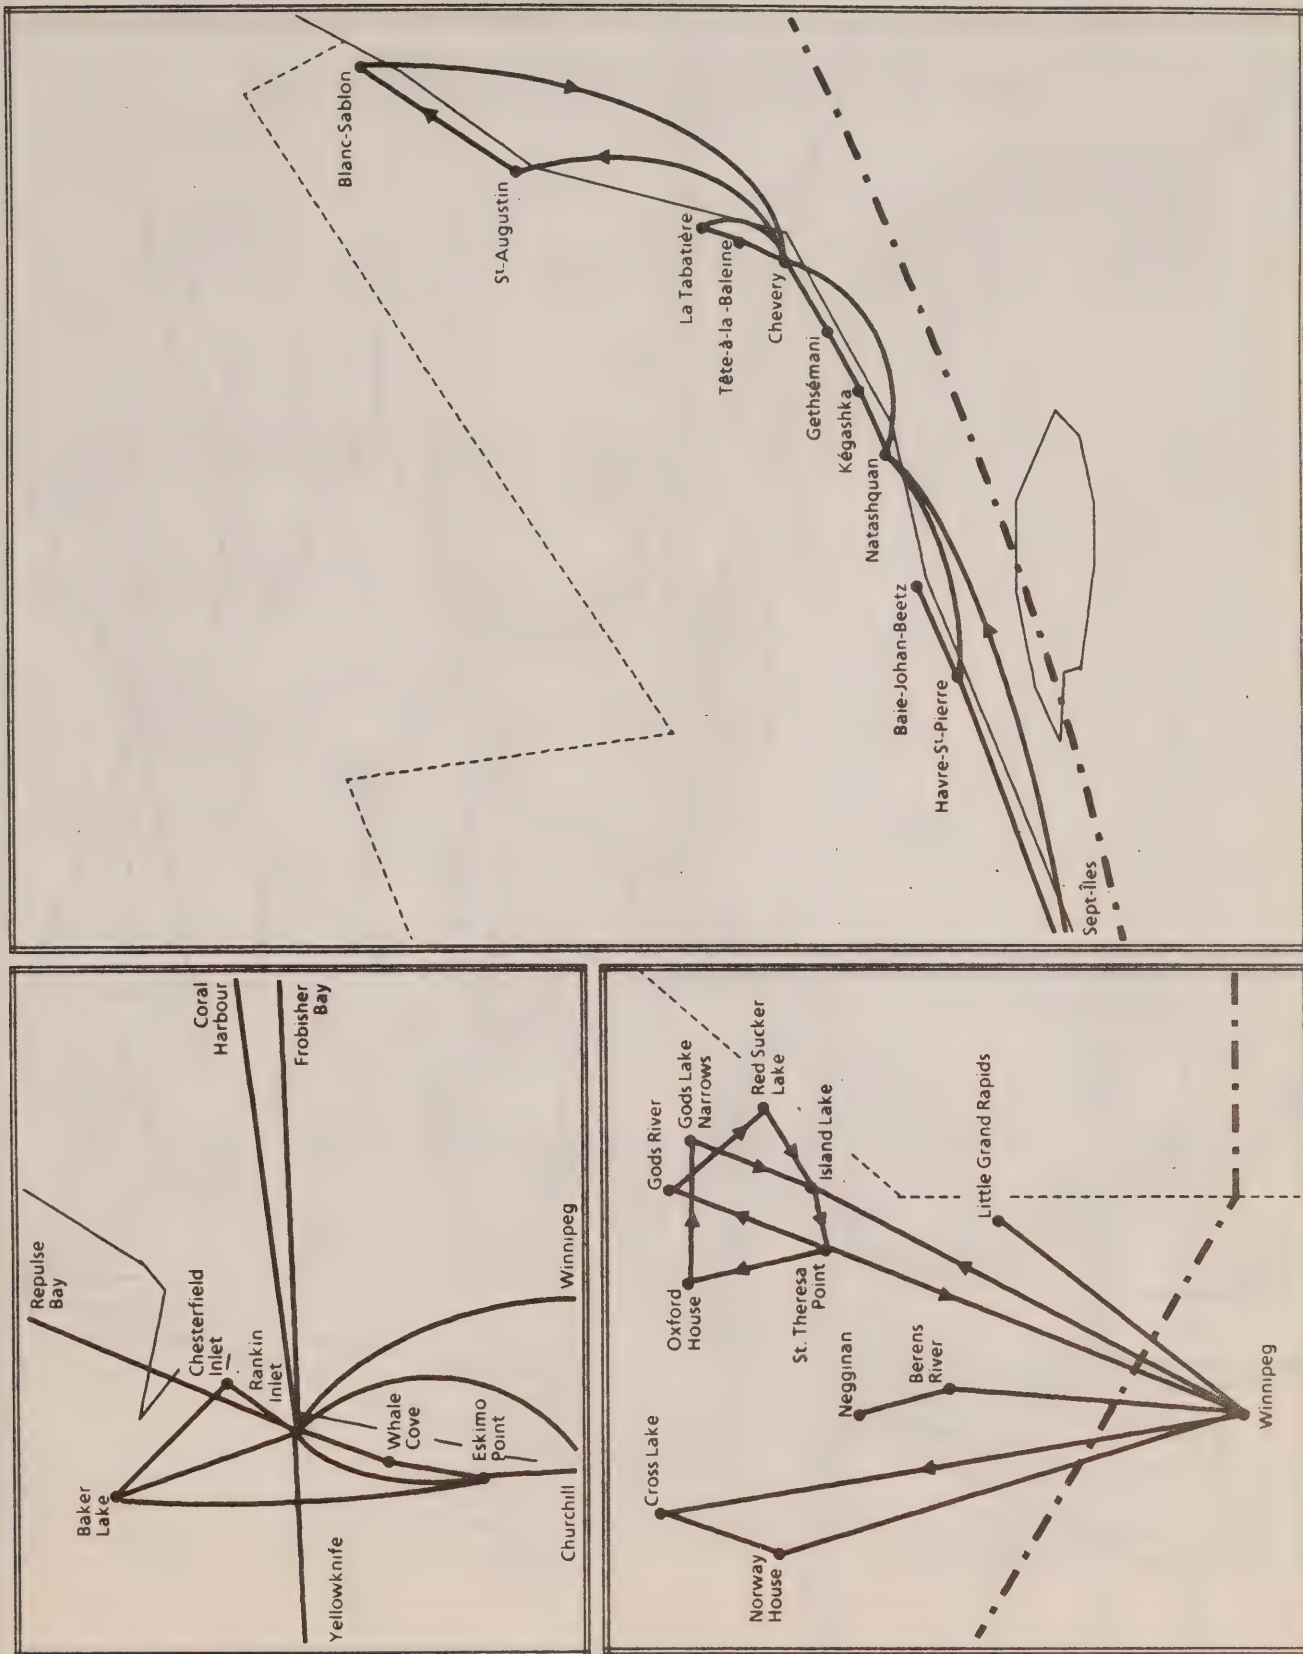 Blanc-Sablon
St-Augustin
La Tabatière
Tête-à-la-Baleine
Chevery
Gethsémani
Kégashka
Natashquan
Baie-Johan-Beetz
Havre-St-Pierre
Sept-Îles
Repulse
Bay
Coral
Harbour
Frobisher
Bay
Chesterfield
Inlet
Rankin
Inlet
Baker
Lake
Whale
Cove
Eskimo
Point
Yellowknife
Churchill
Winnipeg
Gods River
Gods Lake
Narrows
Red Sucker
Lake
Island Lake
Oxford
House
St. Theresa
Point
Cross Lake
Norway
House
Negginan
Berens
River
Little Grand Rapids
Winnipeg